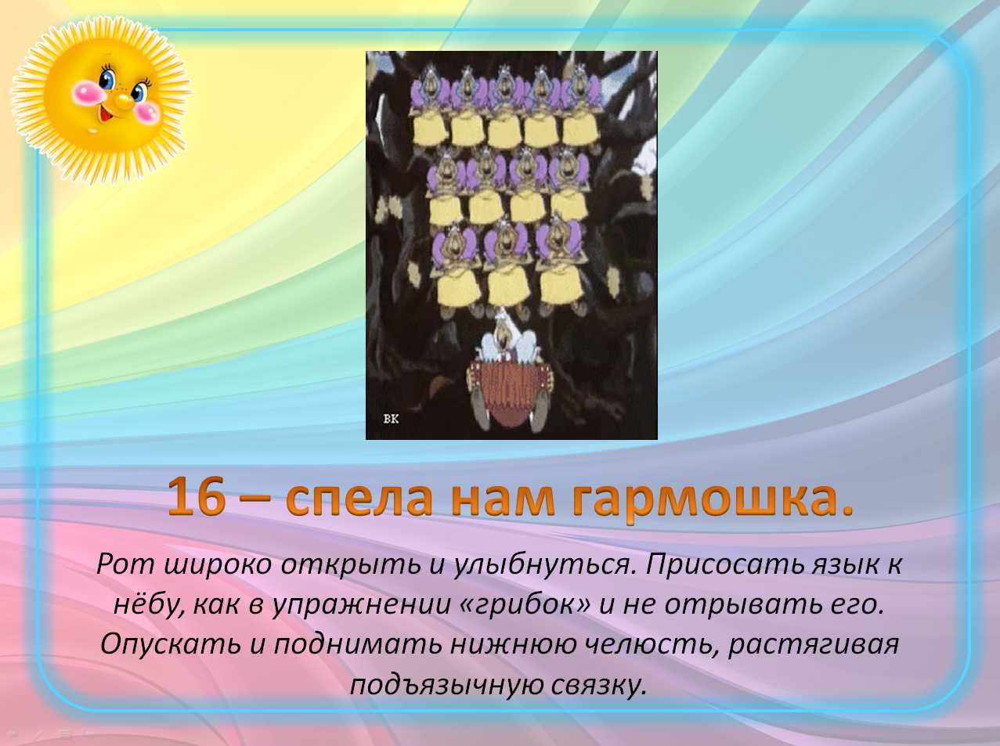 ВК
16 – спела нам гармошка.
Рот широко открыть и улыбнуться. Присосать язык к
нёбу, как в упражнении «грибок» и не отрывать его.
Опускать и поднимать нижнюю челюсть, растягивая
подъязычную связку.